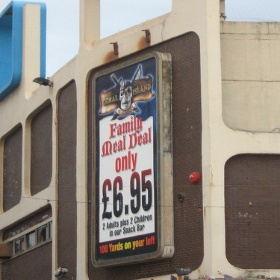 Family
Meal Deal
only
£6.95
2 Adults plus 2 Children
in our Snack Bar
100 Yards on your left